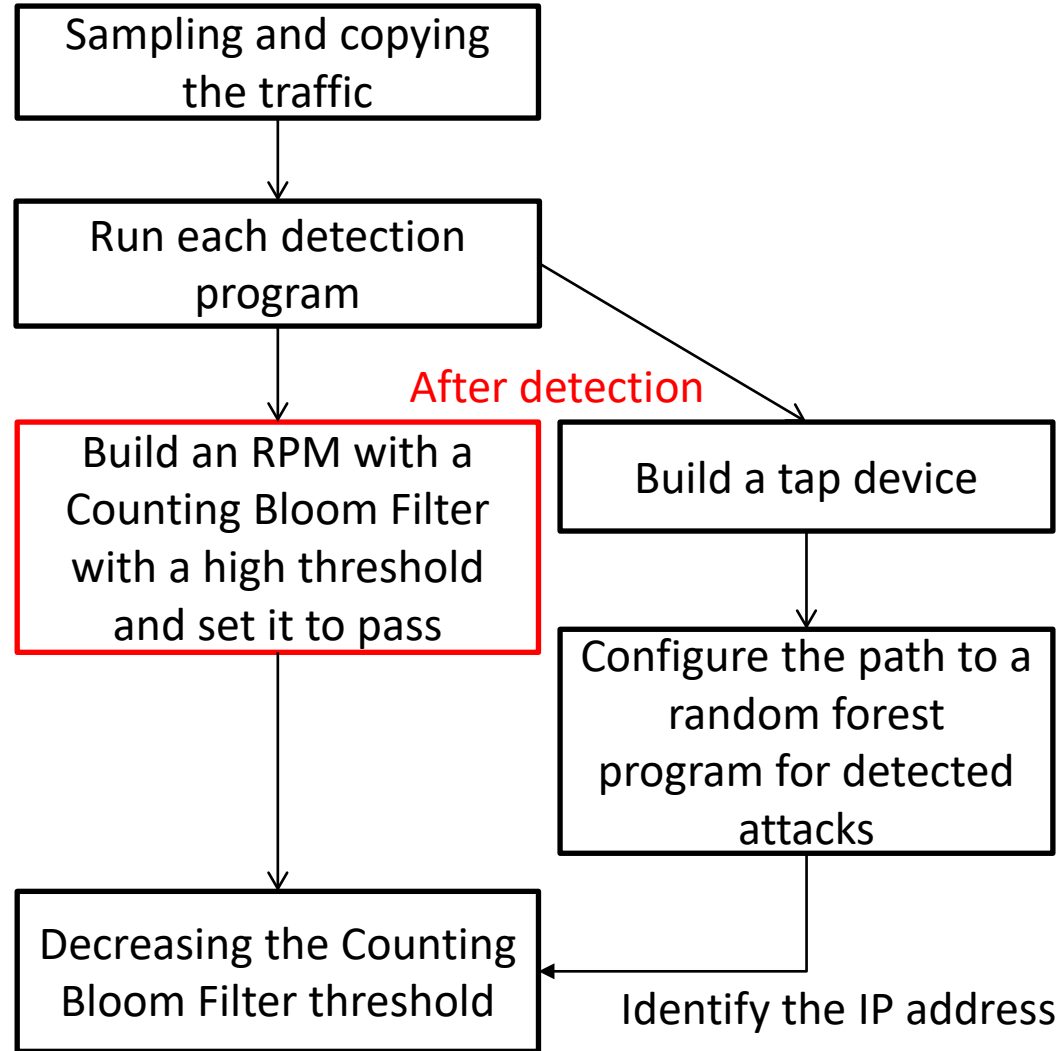 Sampling and copying
the traffic
Run each detection
program
After detection
Build an RPM with a
Counting Bloom Filter
with a high threshold
and set it to pass
Build a tap device
Configure the path to a
random forest
program for detected
attacks
Decreasing the Counting
Bloom Filter threshold
Identify the IP address